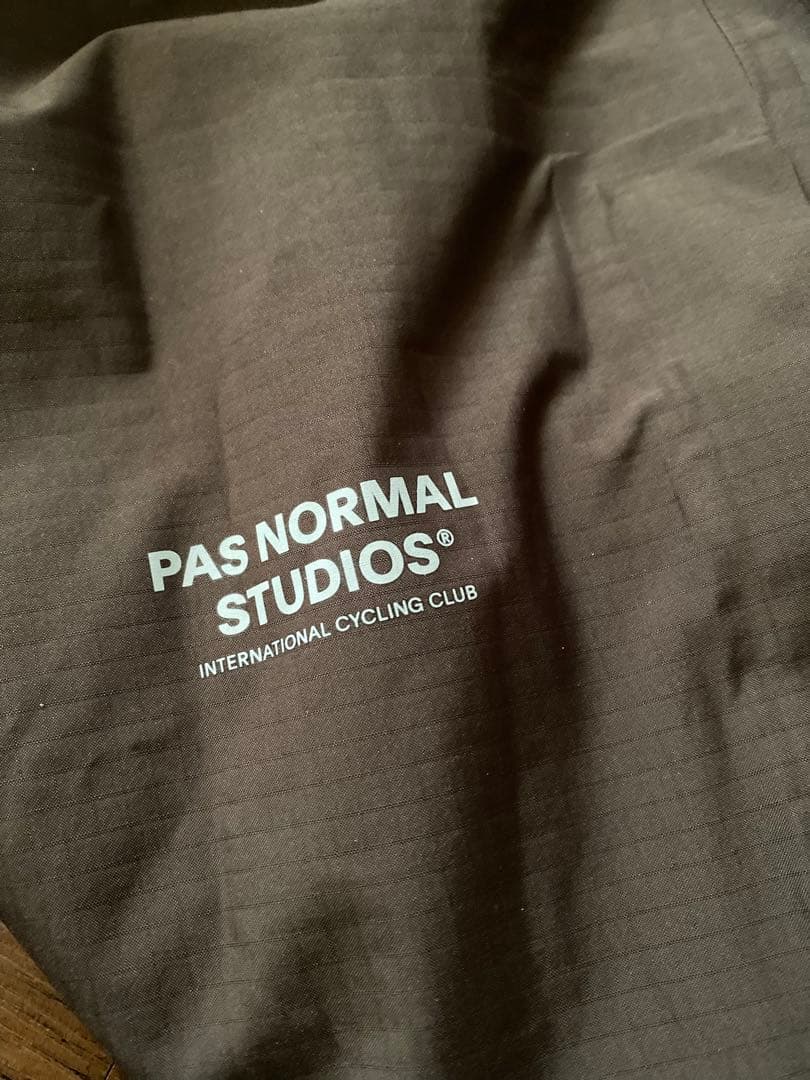 PAS NORMAL
STUDIOS®
INTERNATIONAL CYCLING CLUB